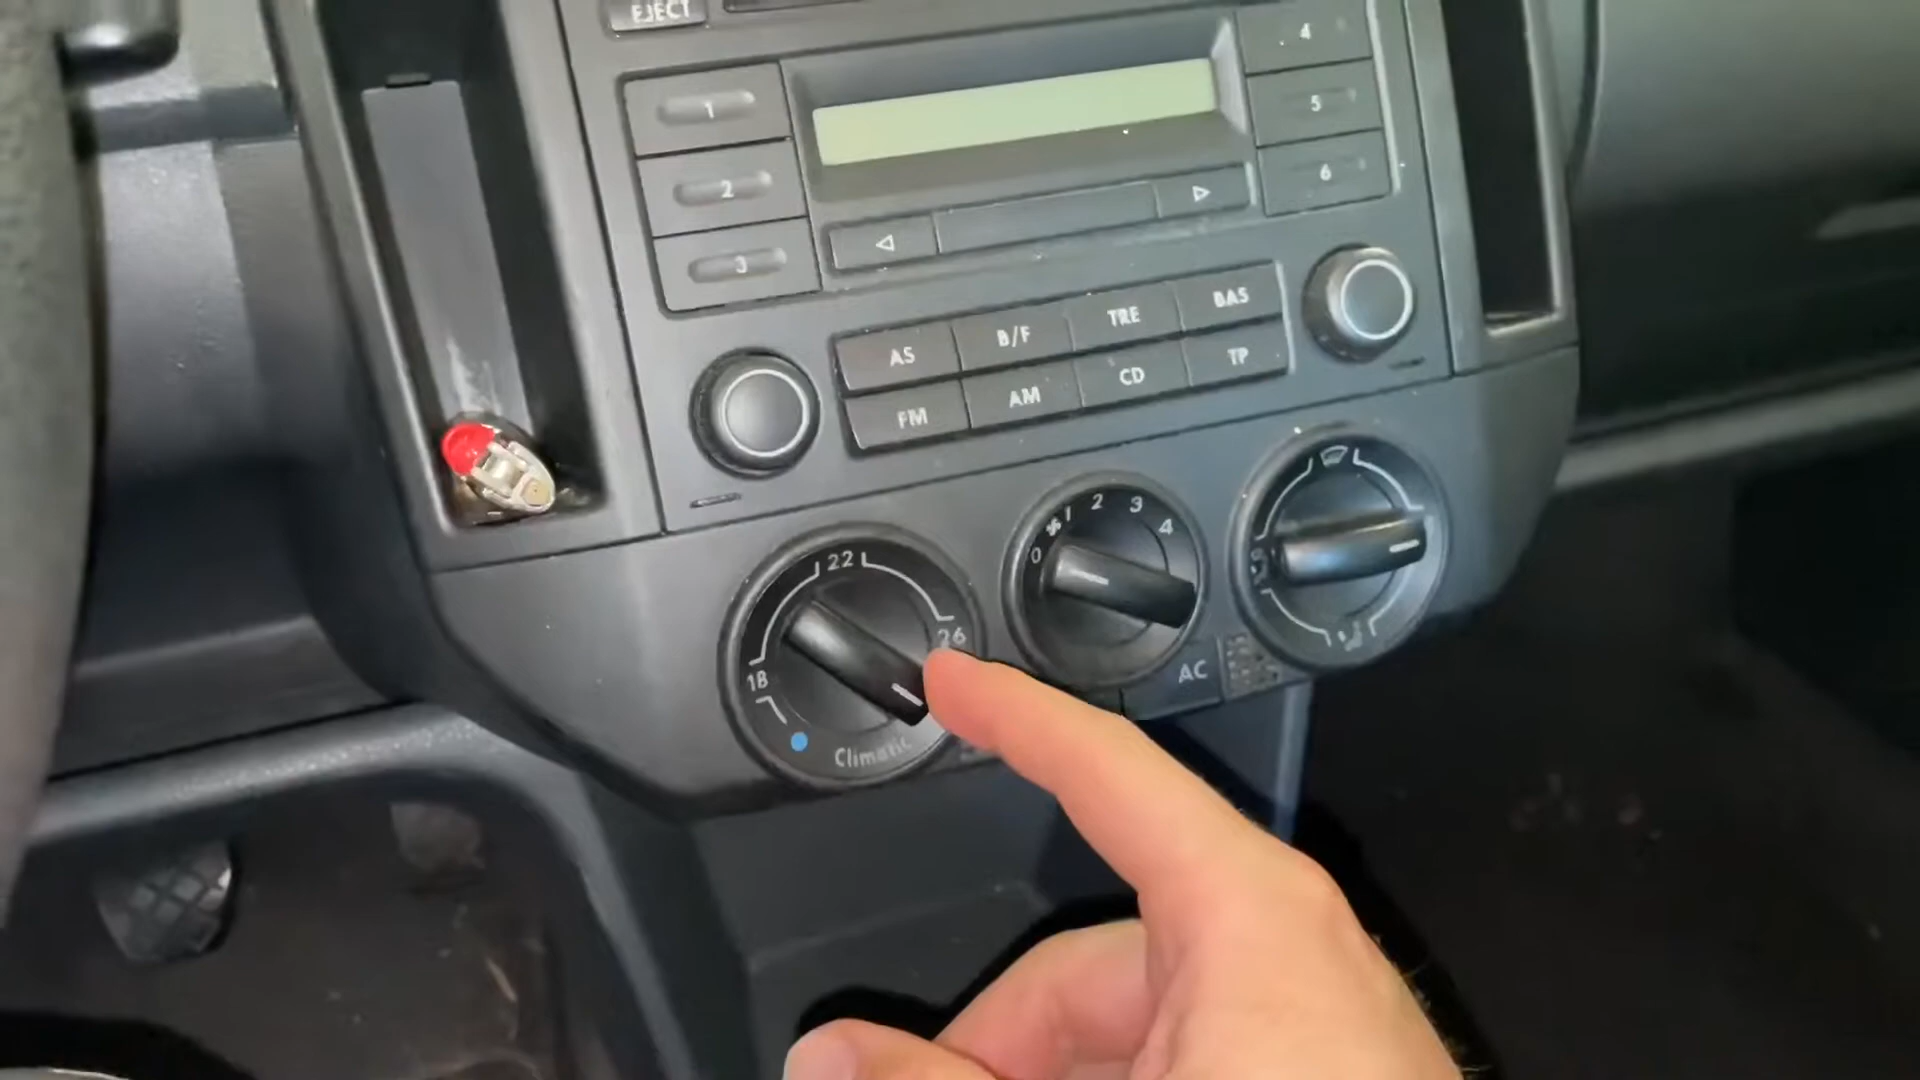 EJECT
1
2
3
4
5
6
AS B/F TRE BAS
FM AM CD TP
0 1 2 3 4
18 22 26
Climatic
AC